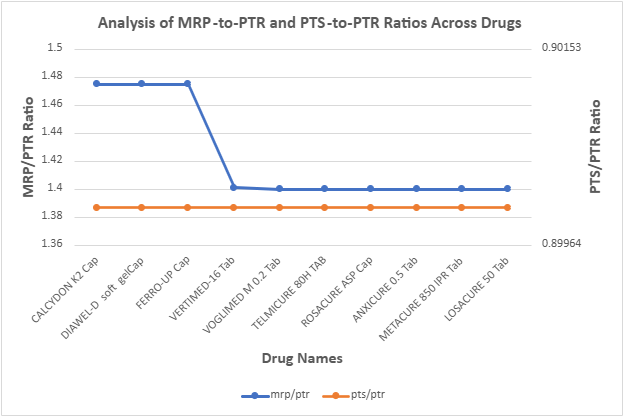 Analysis of MRP-to-PTR and PTS-to-PTR Ratios Across Drugs
1.5
1.48
1.46
1.44
1.42
1.4
1.38
1.36
MRP/PTR Ratio
0.90153
0.89964
PTS/PTR Ratio
CALCYDON K2 Cap
DIAWEL-D soft gelCap
FERRO-UP Cap
VERTIMED-16 Tab
VOGLIMED M 0.2 Tab
TELMICURE 80H TAB
ROSACURE ASP Cap
ANXICURE 0.5 Tab
METACURE 850 IPR Tab
LOSACURE 50 Tab
Drug Names
mrp/ptr pts/ptr